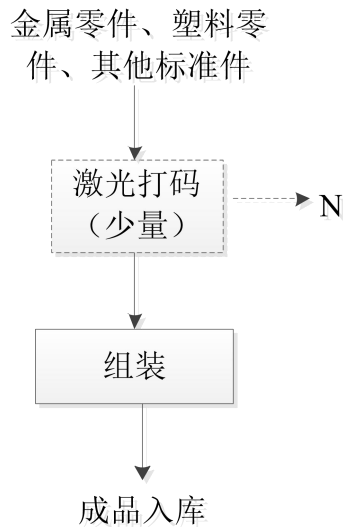 金属零件、塑料零
件、其他标准件
激光打码
（少量）
N
组装
成品入库